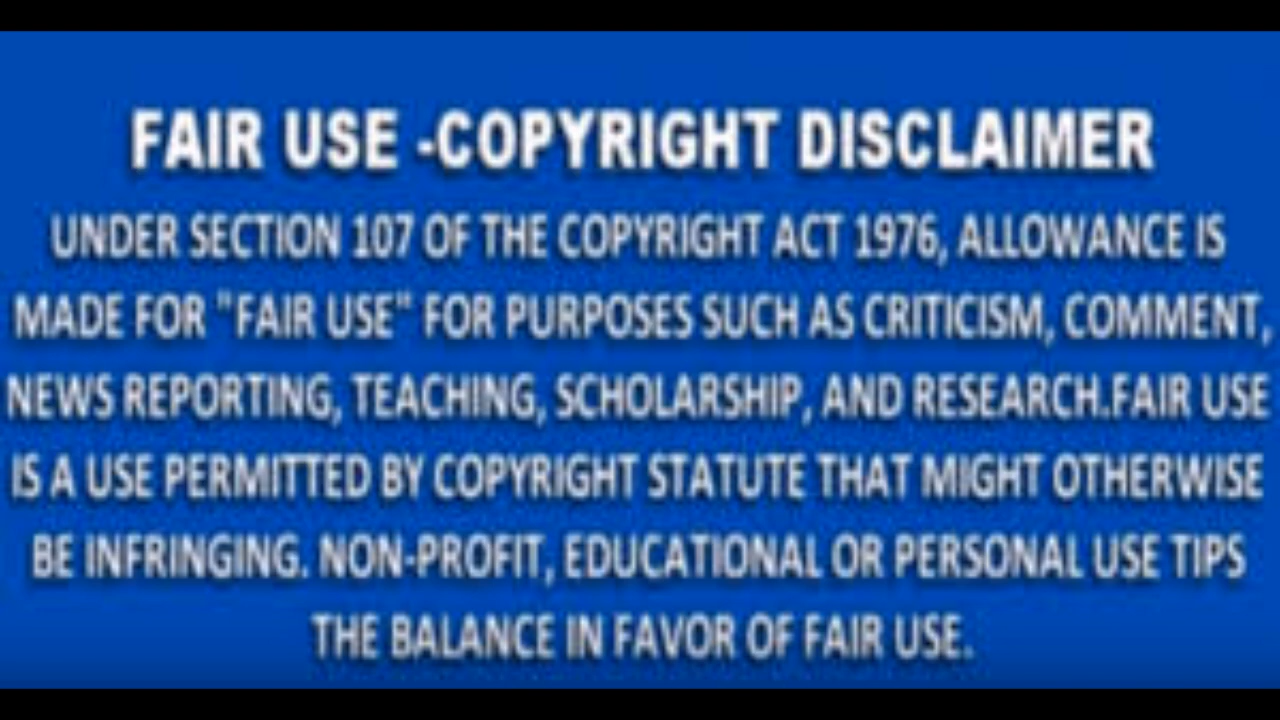 FAIR USE -COPYRIGHT DISCLAIMER
UNDER SECTION 107 OF THE COPYRIGHT ACT 1976, ALLOWANCE IS
MADE FOR "FAIR USE" FOR PURPOSES SUCH AS CRITICISM, COMMENT,
NEWS REPORTING, TEACHING, SCHOLARSHIP, AND RESEARCH.FAIR USE
IS A USE PERMITTED BY COPYRIGHT STATUTE THAT MIGHT OTHERWISE
BE INFRINGING. NON-PROFIT, EDUCATIONAL OR PERSONAL USE TIPS
THE BALANCE IN FAVOR OF FAIR USE.